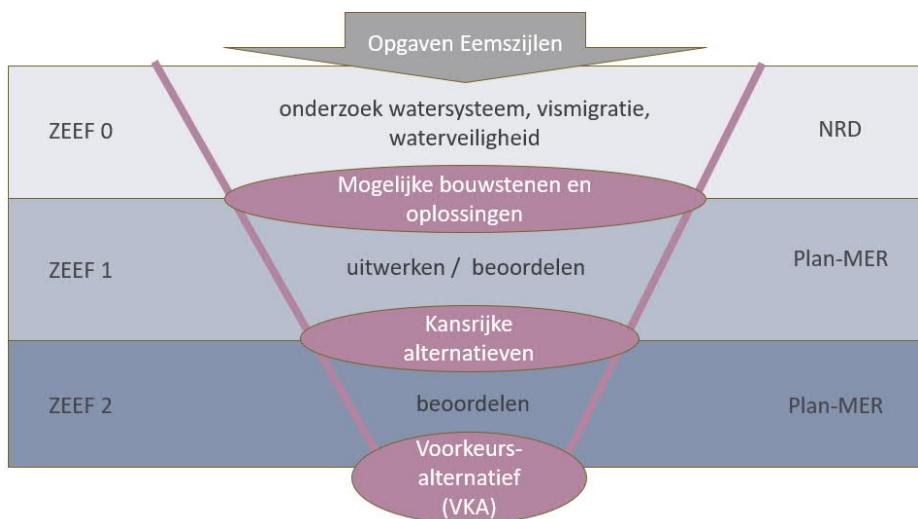 Opgaven Eemszijlen
ZEEF 0
onderzoek watersysteem, vismigratie,
waterveiligheid
NRD
Mogelijke bouwstenen en
oplossingen
ZEEF 1
uitwerken / beoordelen
Plan-MER
Kansrijke
alternatieven
ZEEF 2
beoordelen
Plan-MER
Voorkeurs-
alternatief
(VKA)